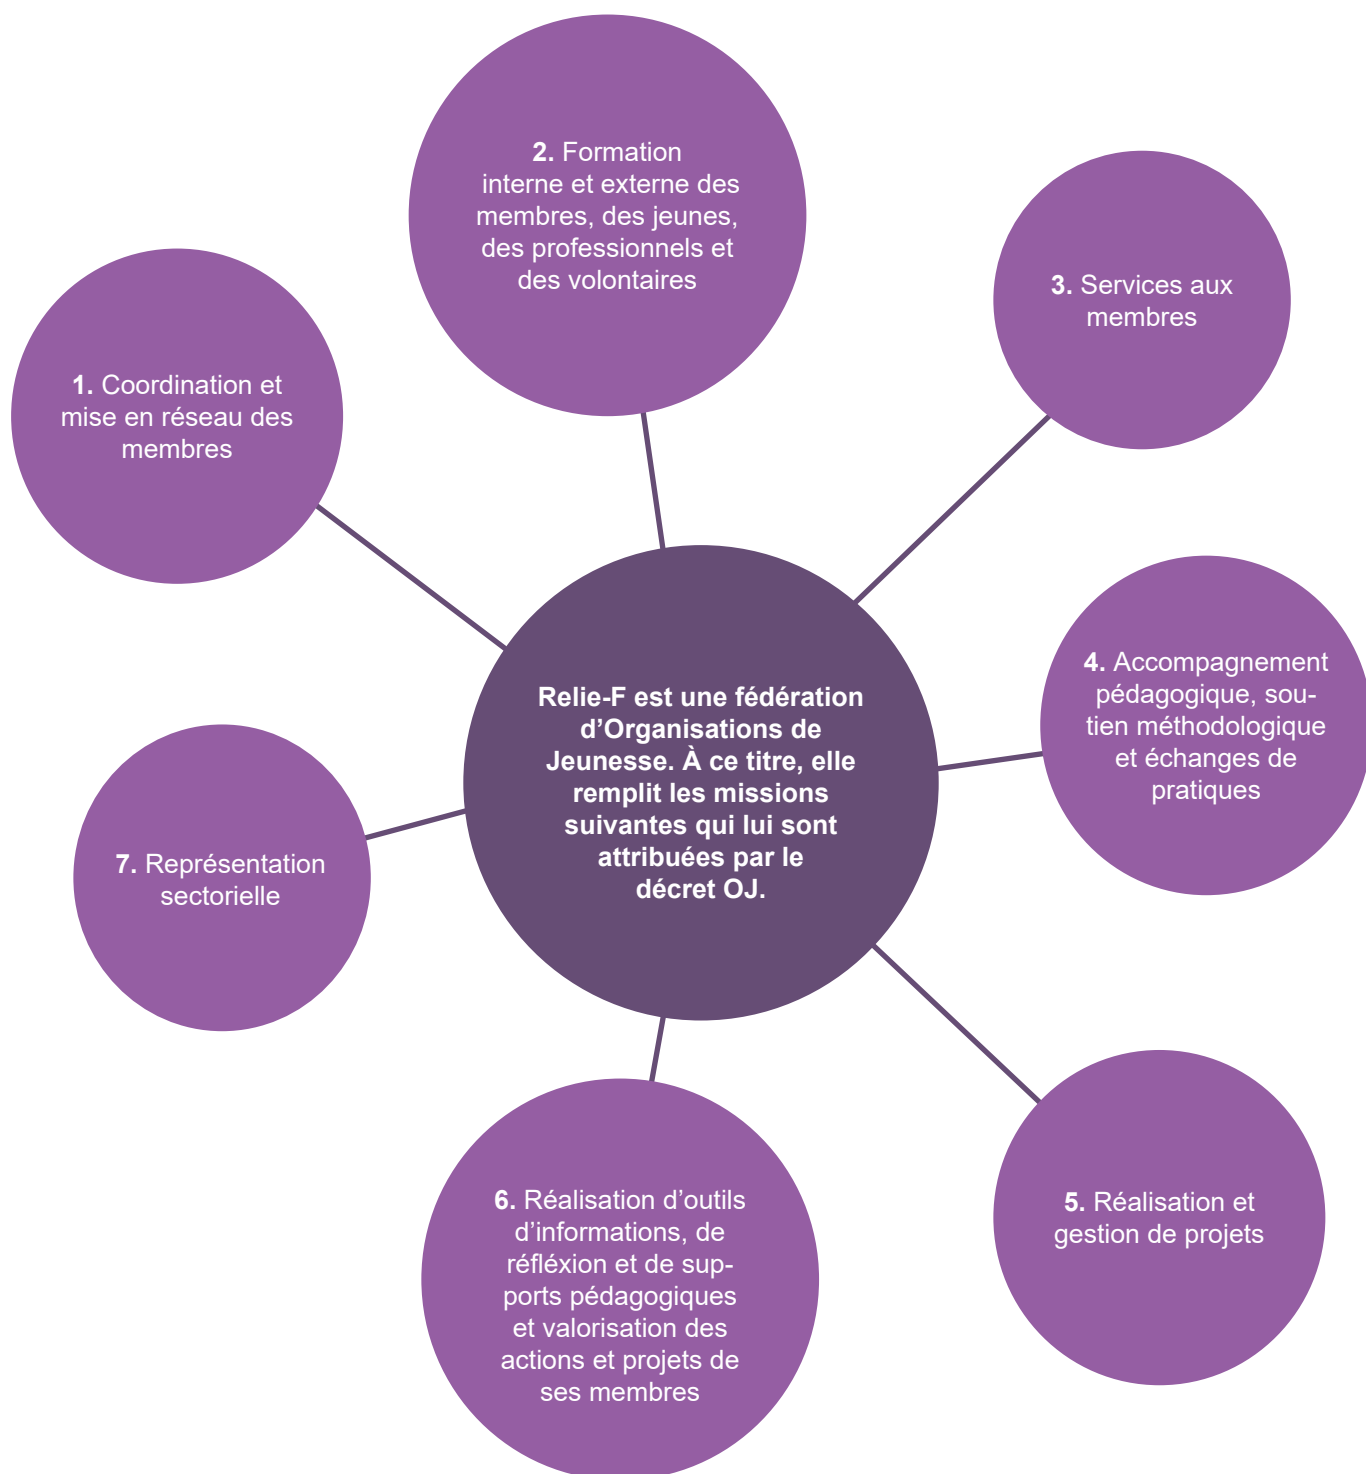 1. Coordination et
mise en réseau des
membres
2. Formation
interne et externe des
membres, des jeunes,
des professionnels et
des volontaires
3. Services aux
membres
4. Accompagnement
pédagogique, sou-
tien méthodologique
et échanges de
pratiques
5. Réalisation et
gestion de projets
6. Réalisation d’outils
d’informations, de
réfléxion et de sup-
ports pédagogiques
et valorisation des
actions et projets de
ses membres
7. Représentation
sectorielle
Relie-F est une fédération
d’Organisations de
Jeunesse. À ce titre, elle
remplit les missions
suivantes qui lui sont
attribuées par le
décret OJ.